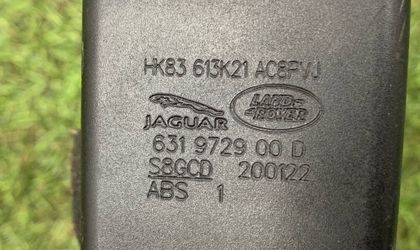 HK83 613K21 AC8PVJ
JAGUAR
LAND-
-ROVER
631 9729 00 D
S8GCD 200122
ABS 1